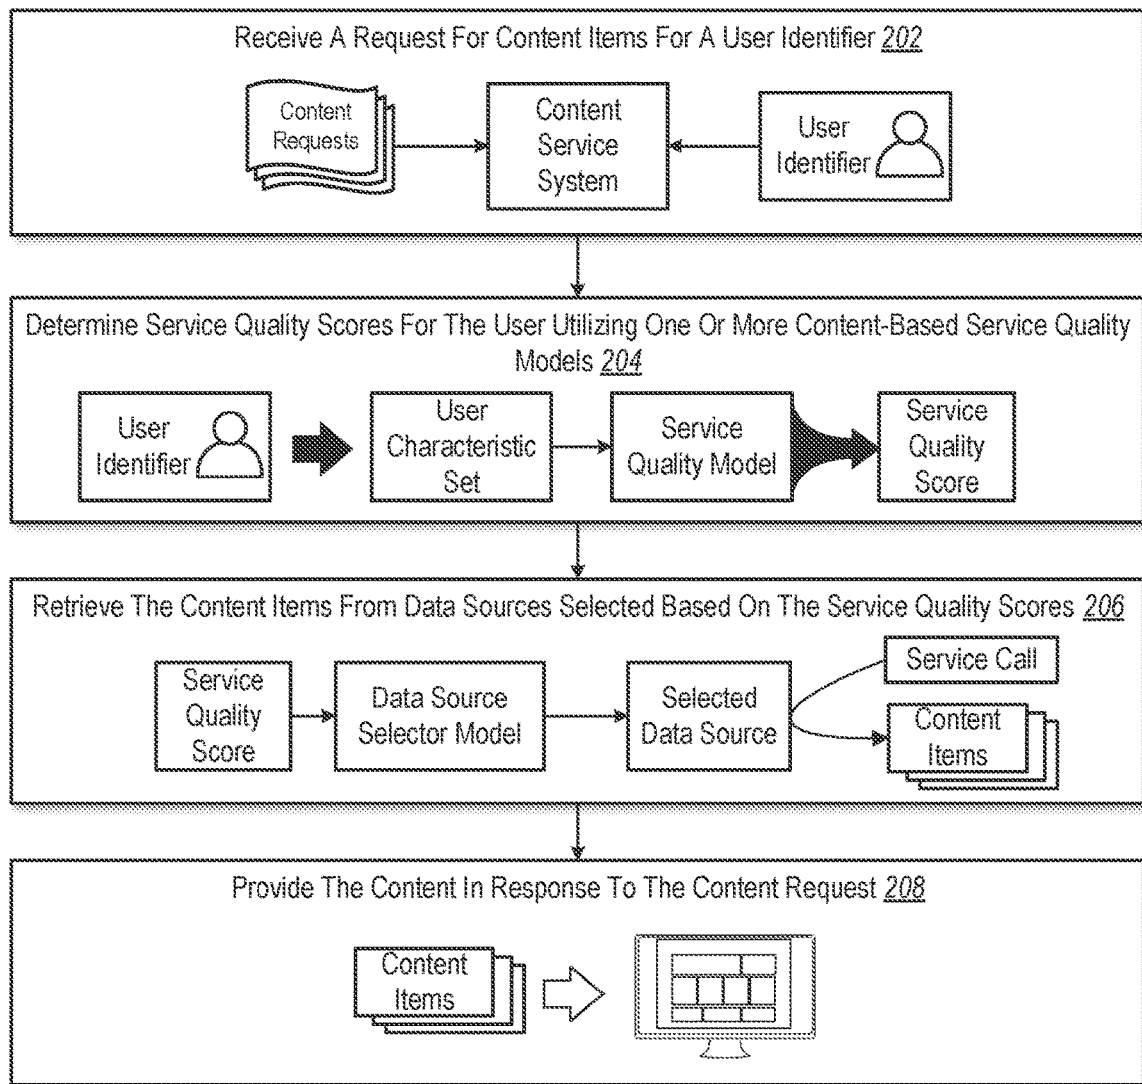 Receive A Request For Content Items For A User Identifier 202
Content
Requests
Content
Service
System
User
Identifier
Determine Service Quality Scores For The User Utilizing One Or More Content-Based Service Quality
Models 204
User
Identifier
User
Characteristic
Set
Service
Quality Model
Service
Quality
Score
Retrieve The Content Items From Data Sources Selected Based On The Service Quality Scores 206
Service
Quality
Score
Data Source
Selector Model
Selected
Data Source
Service Call
Content
Items
Provide The Content In Response To The Content Request 208
Content
Items